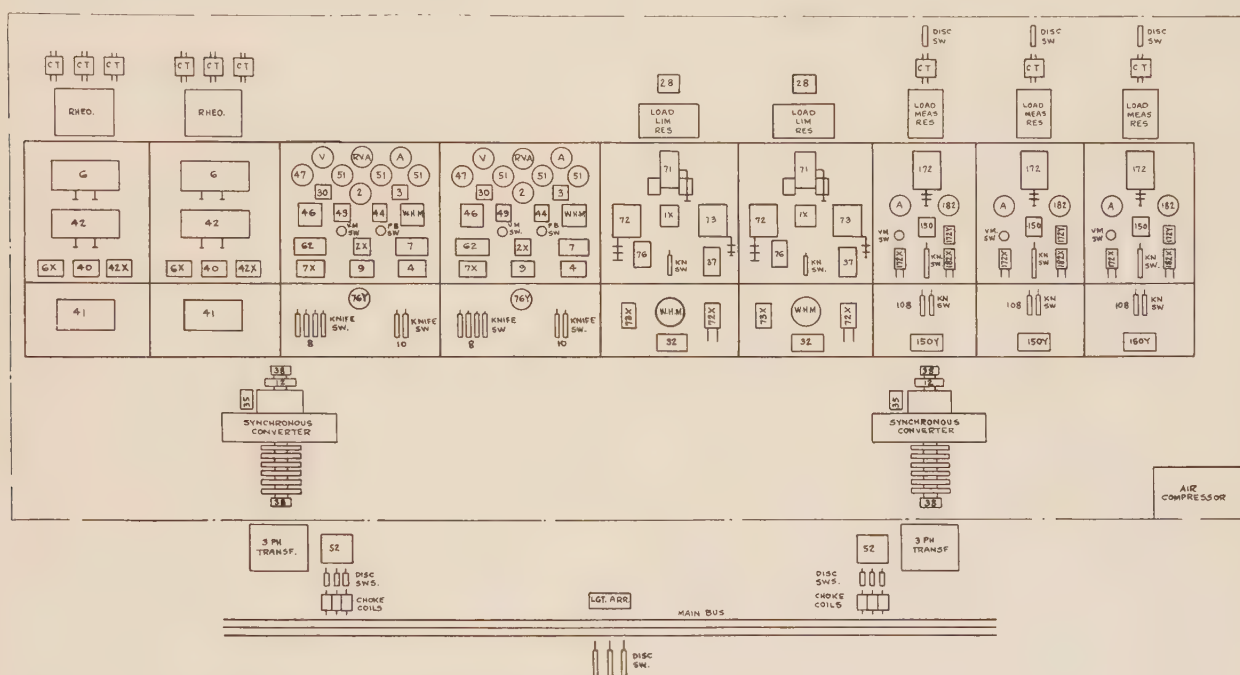 DISC SW DISC SW DISC SW
CT CT CT CT CT CT CT CT CT
28 28
RHEO. RHEO. LOAD LIM RES LOAD LIM RES LOAD MEAS RES LOAD MEAS RES LOAD MEAS RES
6
42
6X 40 42X
41
6
42
6X 40 42X
41
V RVA A
47 51 51 51
30 2 3
46 49 44 WHM
VM SW PB SW
62 2X 7
7X 9 4
76Y
KNIFE SW. KNIFE SW
8 10
V RVA A
47 51 51 51
30 2 3
46 49 44 WHM
VM SW. PB SW
62 2X 7
7X 9 4
76Y
KNIFE SW. KNIFE SW.
8 10
71
72 1X 73
76 KN SW 37
W.H.M 72X
32
71
72 1X 73
76 KN SW. 37
73X WHM 72X
32
172
A 182
VM SW 150 172Y
172X KN SW 182X
108 KN SW
150Y
172
A 182
VM SW 150 172Y
172X KN SW 182X
108 KN SW
150Y
172
A 182
VM SW 150 172Y
172X KN SW. 182X
108 KN SW
38 38
12 12
35 35
SYNCHRONOUS CONVERTER SYNCHRONOUS CONVERTER
38 38
AIR COMPRESSOR
3 PH TRANSF. 52 52 3 PH TRANSF
DISC SWS. DISC SWS.
CHOKE COILS CHOKE COILS
LGT. ARR.
MAIN BUS
DISC SW.